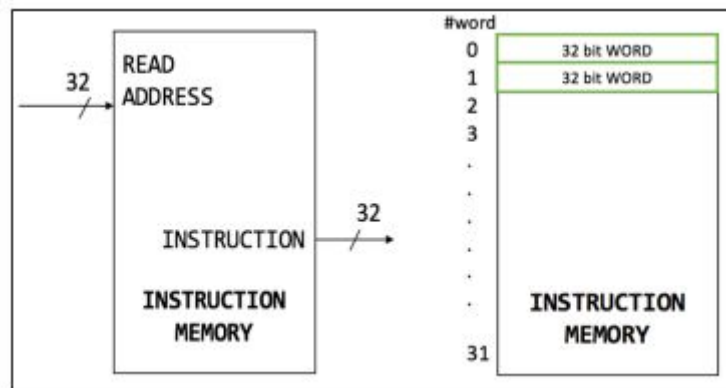 32
READ
ADDRESS
INSTRUCTION
32
INSTRUCTION
MEMORY
#word
0
32 bit WORD
1
32 bit WORD
2
3
.
.
.
.
.
.
31
INSTRUCTION
MEMORY